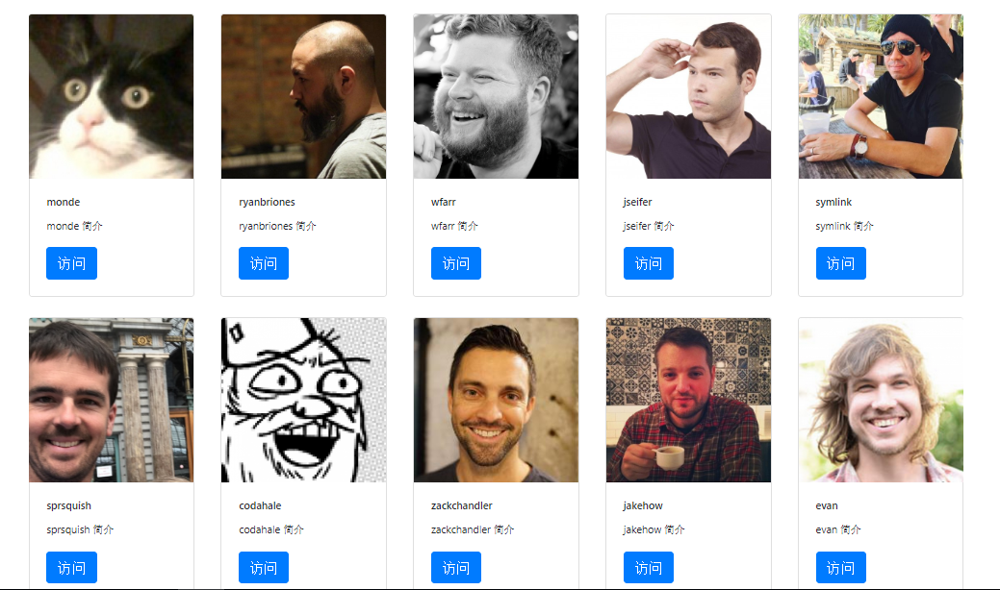 monde
monde 简介
访问
ryanbriones
ryanbriones 简介
访问
wfarr
wfarr 简介
访问
jseifer
jseifer 简介
访问
symlink
symlink 简介
访问
sprsquish
sprsquish 简介
访问
codahale
codahale 简介
访问
zackchandler
zackchandler 简介
访问
jakehow
jakehow 简介
访问
evan
evan 简介
访问